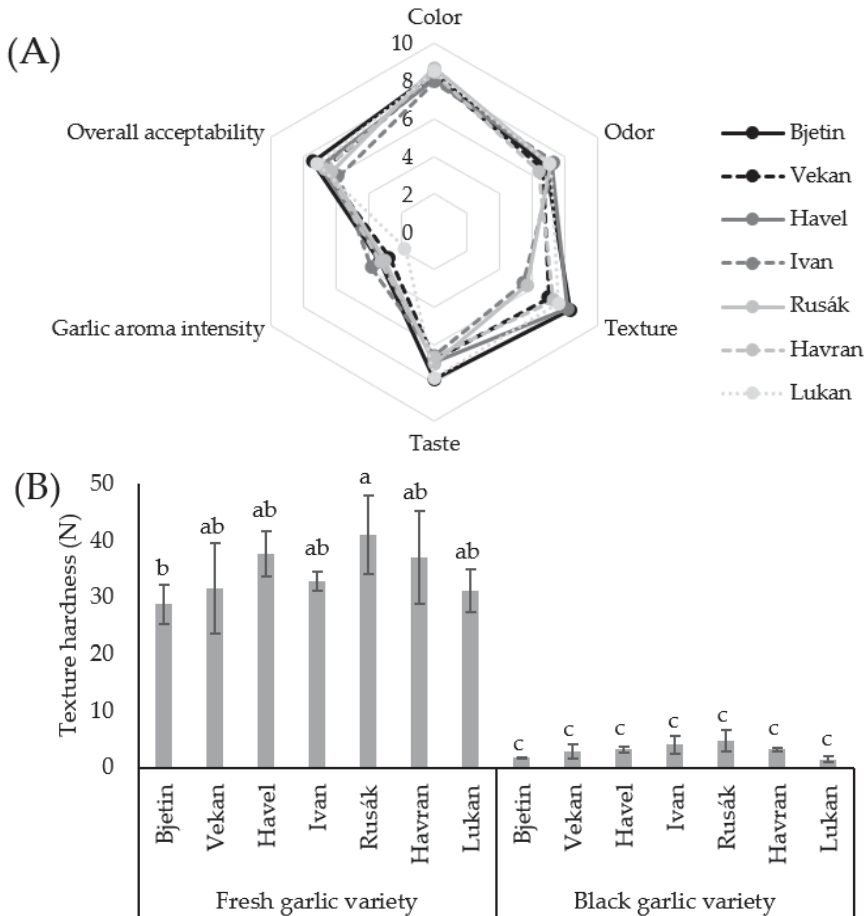 (A)
Color
10
8
6
4
2
0
Overall acceptability
Odor
Garlic aroma intensity
Texture
Taste
Bjetin
Vekan
Havel
Ivan
Rusák
Havran
Lukan
(B)
Texture hardness (N)
50
40
30
20
10
0
b
ab
ab
ab
a
ab
ab
c
c
c
c
c
c
c
Bjetin
Vekan
Havel
Ivan
Rusák
Havran
Lukan
Bjetin
Vekan
Havel
Ivan
Rusák
Havran
Lukan
Fresh garlic variety
Black garlic variety